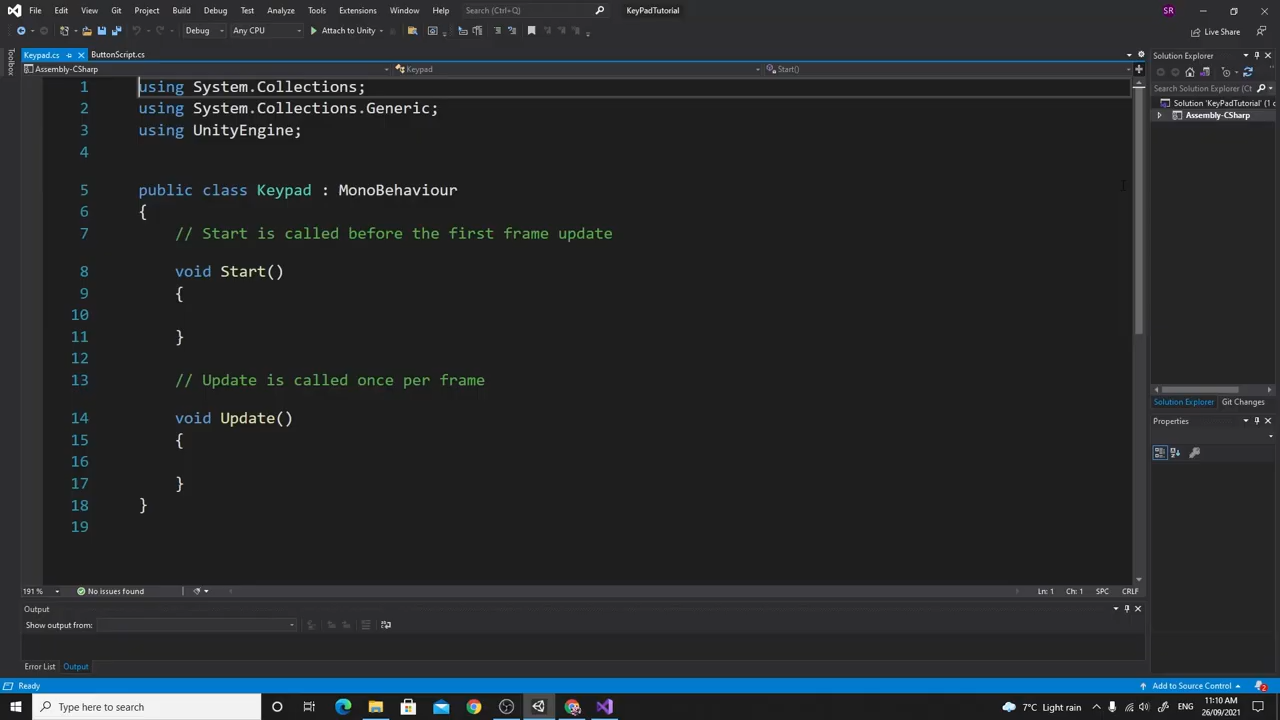 File Edit View Git Project Build Debug Test Analyze Tools Extensions Window Help Search (Ctrl+Q) KeyPadTutorial SR
Debug Any CPU Attach to Unity Live Share
Toolbox
Keypad.cs ButtonScript.cs
Assembly-CSharp Keypad Start()
1 using System.Collections;
2 using System.Collections.Generic;
3 using UnityEngine;
4
5 public class Keypad : MonoBehaviour
6 {
7 // Start is called before the first frame update
8 void Start()
9 {
10
11 }
12
13 // Update is called once per frame
14 void Update()
15 {
16
17 }
18 }
19
191 % No issues found Ln: 1 Ch: 1 SPC CRLF
Output
Show output from:
Error List Output
Solution Explorer
Search Solution Explorer (Ct
Solution 'KeyPadTutorial' (1 c
Assembly-CSharp
Solution Explorer Git Changes
Properties
Ready Add to Source Control 2
Type here to search 7°C Light rain ENG 11:10 AM
26/09/2021